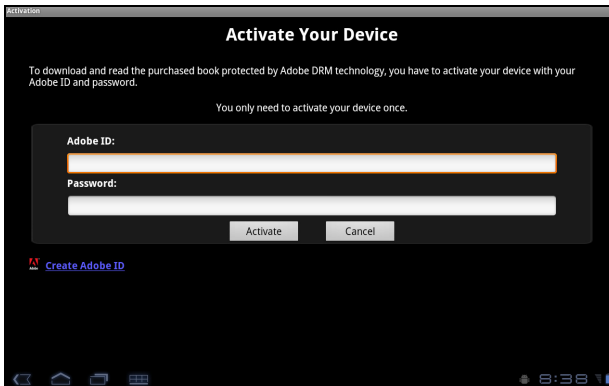 Activation
Activate Your Device
To download and read the purchased book protected by Adobe DRM technology, you have to activate your device with your
Adobe ID and password.
You only need to activate your device once.
Adobe ID:
Password:
Activate Cancel
Adobe Create Adobe ID
8:38